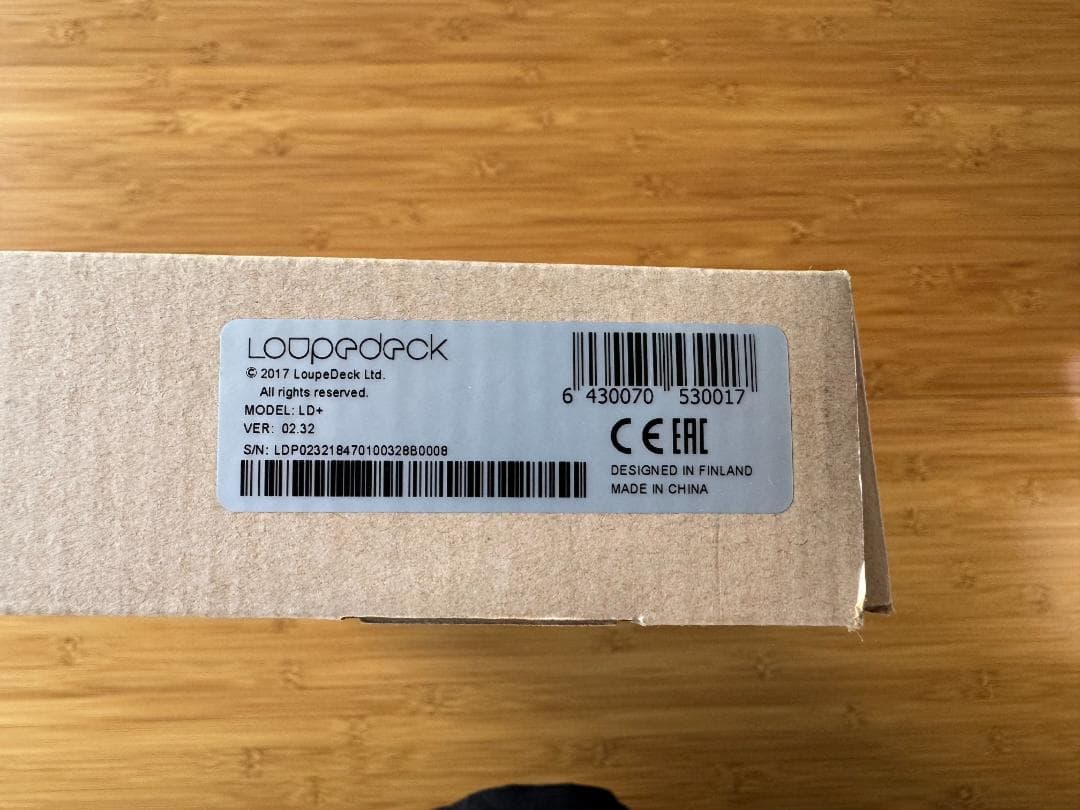 Loupedeck
© 2017 LoupeDeck Ltd.
All rights reserved.
MODEL: LD+
VER: 02.32
S/N: LDP0232184701003288B0008
6 430070 530017
CE EAC
DESIGNED IN FINLAND
MADE IN CHINA